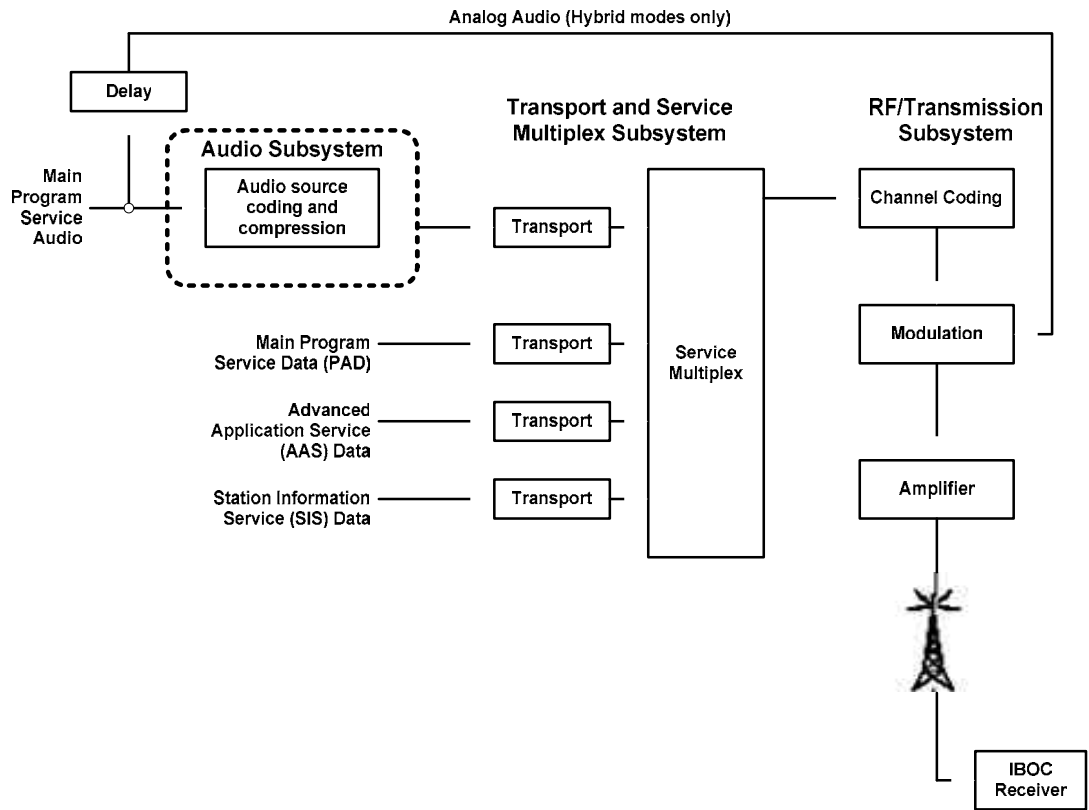 Analog Audio (Hybrid modes only)
Delay
Transport and Service
Multiplex Subsystem
RF/Transmission
Subsystem
Audio Subsystem
Main
Program
Service
Audio
Audio source
coding and
compression
Transport
Channel Coding
Main Program
Service Data (PAD)
Transport
Service
Multiplex
Modulation
Advanced
Application Service
(AAS) Data
Transport
Station Information
Service (SIS) Data
Transport
Amplifier
IBOC
Receiver